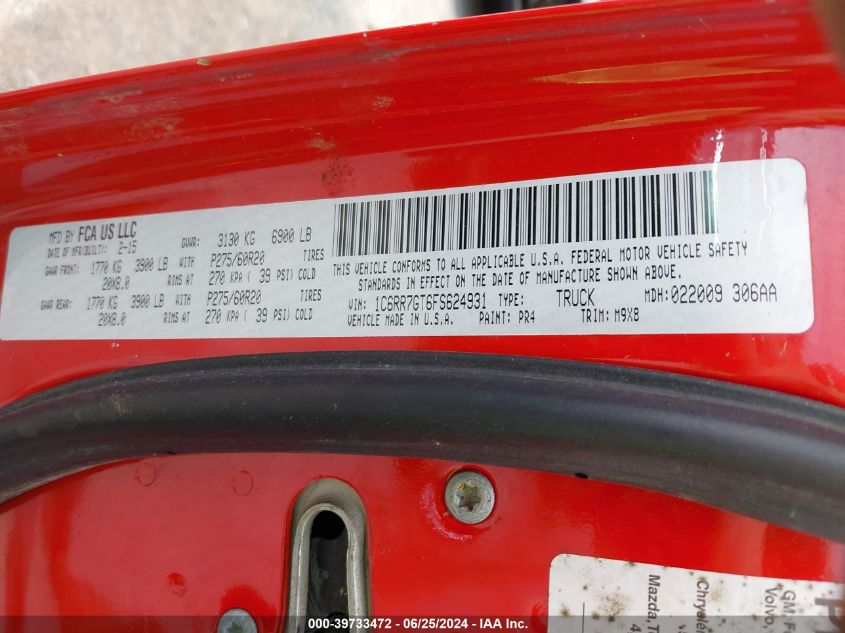 MFD BY FCA US LLC
DATE OF MFR/BUILT: 2-15 GVWR: 3130 KG 6900 LB
GAWR FRONT: 1770 KG 3900 LB WITH P275/60R20 TIRES
20X8.0 RIMS AT 270 KPA ( 39 PSI) COLD
GAWR REAR: 1770 KG 3900 LB WITH P275/60R20 TIRES
20X8.0 RIMS AT 270 KPA ( 39 PSI) COLD
THIS VEHICLE CONFORMS TO ALL APPLICABLE U.S.A. FEDERAL MOTOR VEHICLE SAFETY
STANDARDS IN EFFECT ON THE DATE OF MANUFACTURE SHOWN ABOVE.
VIN: 1C6RR7GT6FS624931 TYPE: TRUCK MDH: 022009 306AA
VEHICLE MADE IN U.S.A. PAINT: PR4 TRIM: M9X8
GM, F
Volvo,
Chrysle
Mazda, T
4
000-39733472 - 06/25/2024 - IAA Inc.